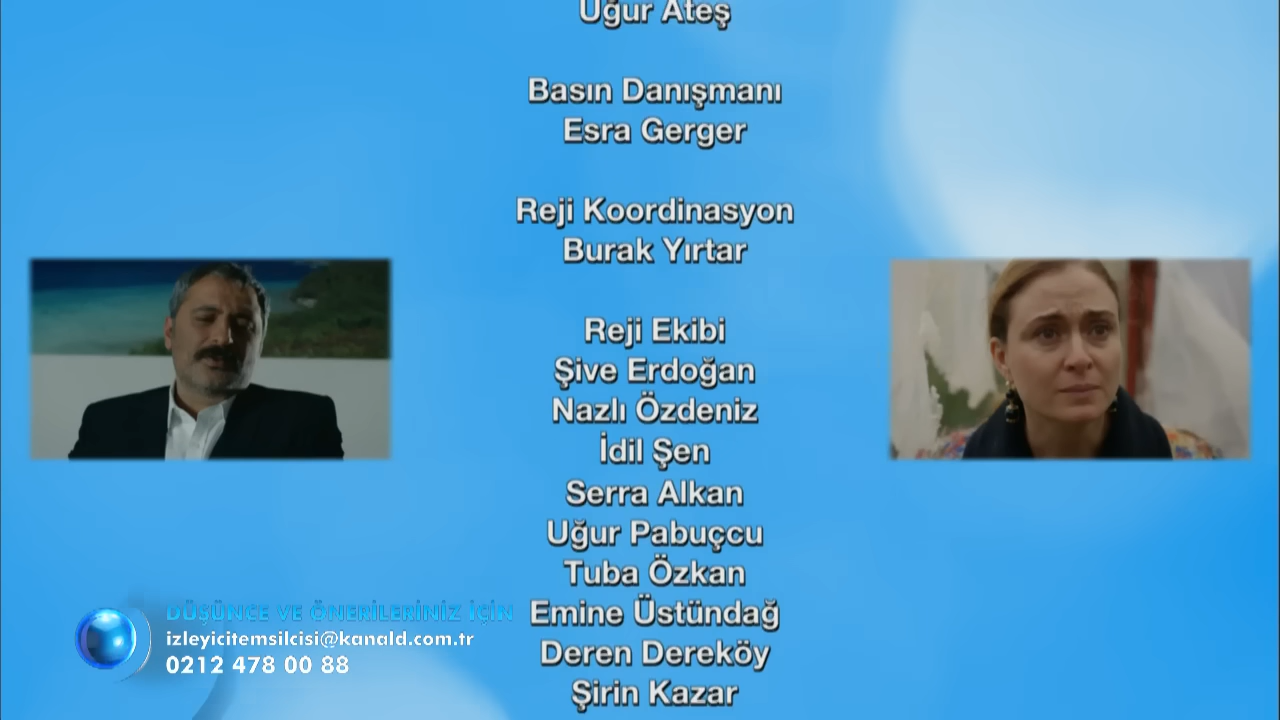 Uğur Ateş
Basın Danışmanı
Esra Gerger
Reji Koordinasyon
Burak Yırtar
Reji Ekibi
Şive Erdoğan
Nazlı Özdeniz
İdil Şen
Serra Alkan
Uğur Pabuçcu
Tuba Özkan
Emine Üstündağ
Deren Dereköy
Şirin Kazar
DÜŞÜNCE VE ÖNERİLERİNİZ İÇİN
izleyicitemsilcisi@kanald.com.tr
0212 478 00 88